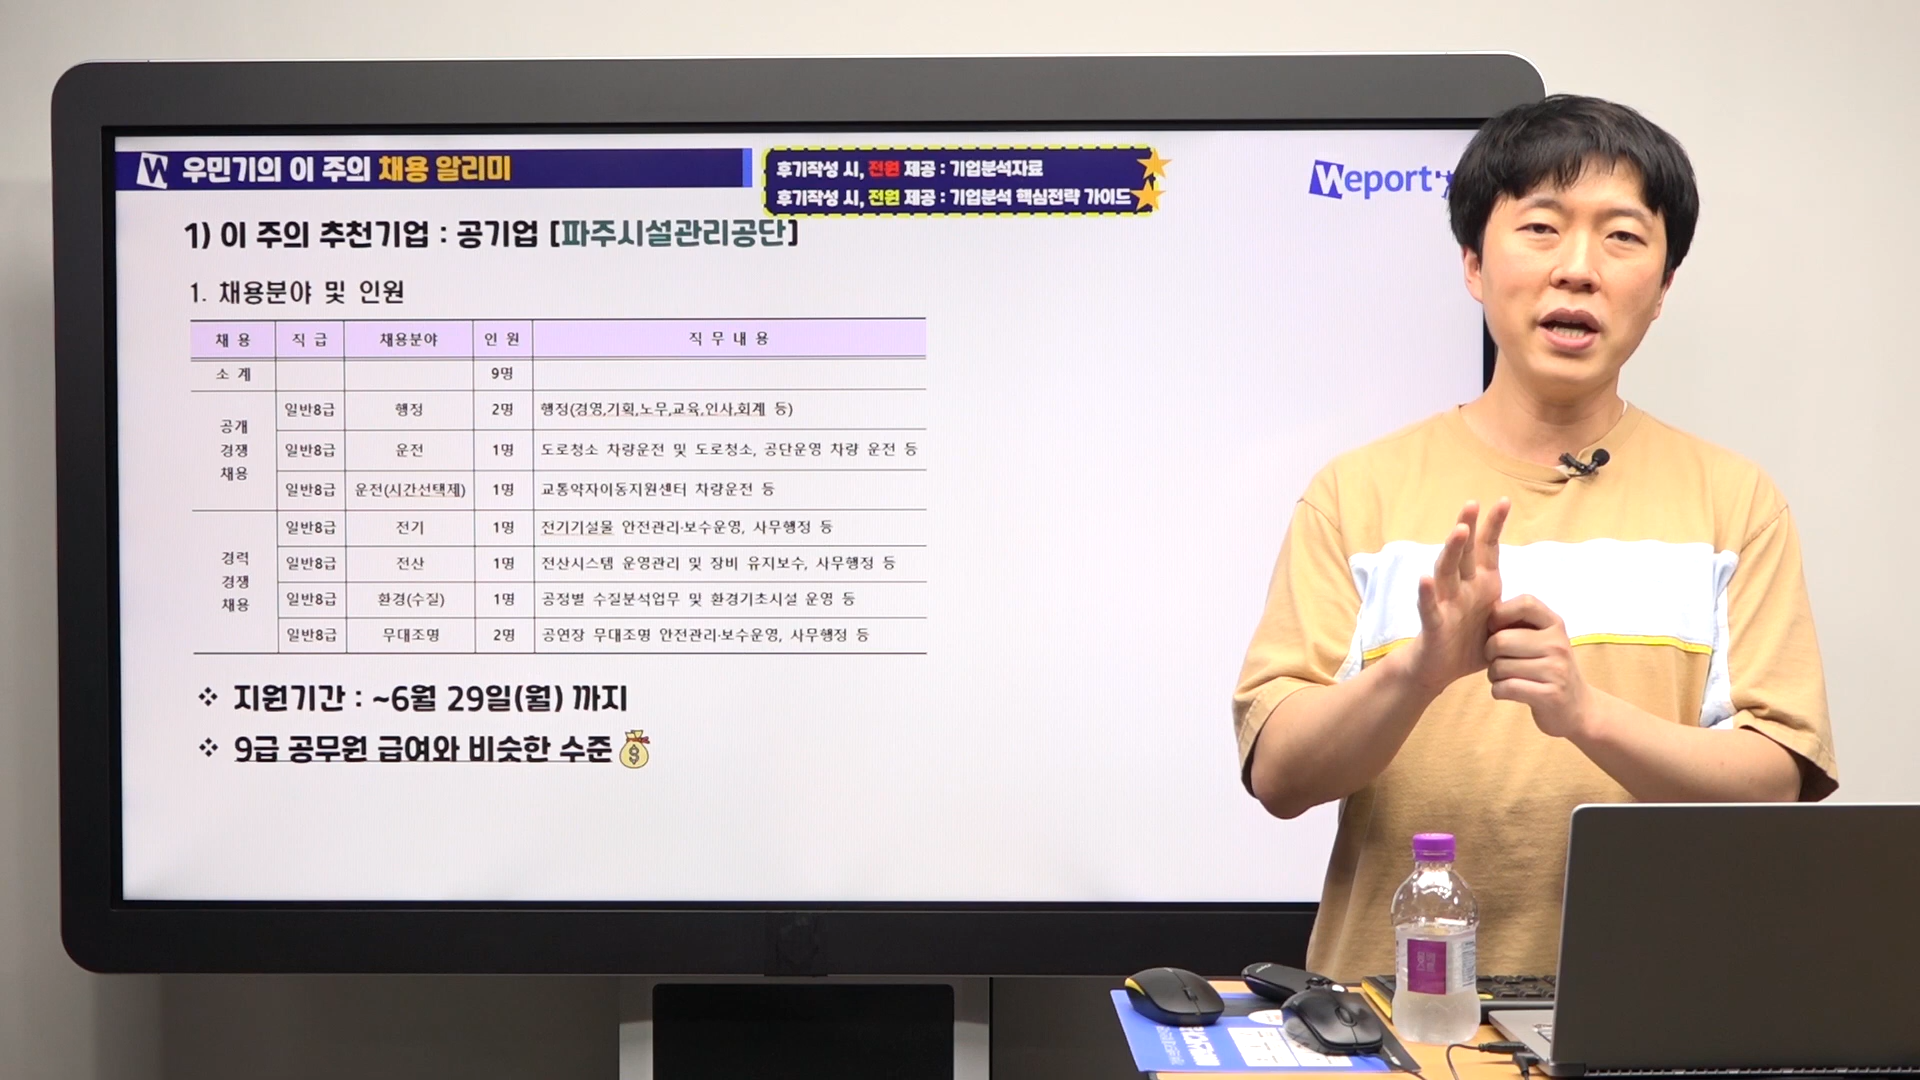 W 우민기의 이 주의 채용 알리미
후기작성 시, 전원 제공 : 기업분석자료
후기작성 시, 전원 제공 : 기업분석 핵심전략 가이드
Weport
1) 이 주의 추천기업 : 공기업 [파주시설관리공단]
1. 채용분야 및 인원
채 용 직 급 채용분야 인 원 직 무 내 용
소 계 9명
공개 경쟁 채용
일반8급 행정 2명 행정(경영,기획,노무,교육,인사,회계 등)
일반8급 운전 1명 도로청소 차량운전 및 도로청소, 공단운영 차량 운전 등
일반8급 운전(시간선택제) 1명 교통약자이동지원센터 차량운전 등
경력 경쟁 채용
일반8급 전기 1명 전기기설물 안전관리·보수운영, 사무행정 등
일반8급 전산 1명 전산시스템 운영관리 및 장비 유지보수, 사무행정 등
일반8급 환경(수질) 1명 공정별 수질분석업무 및 환경기초시설 운영 등
일반8급 무대조명 2명 공연장 무대조명 안전관리·보수운영, 사무행정 등
❖ 지원기간 : ~6월 29일(월) 까지
❖ 9급 공무원 급여와 비슷한 수준